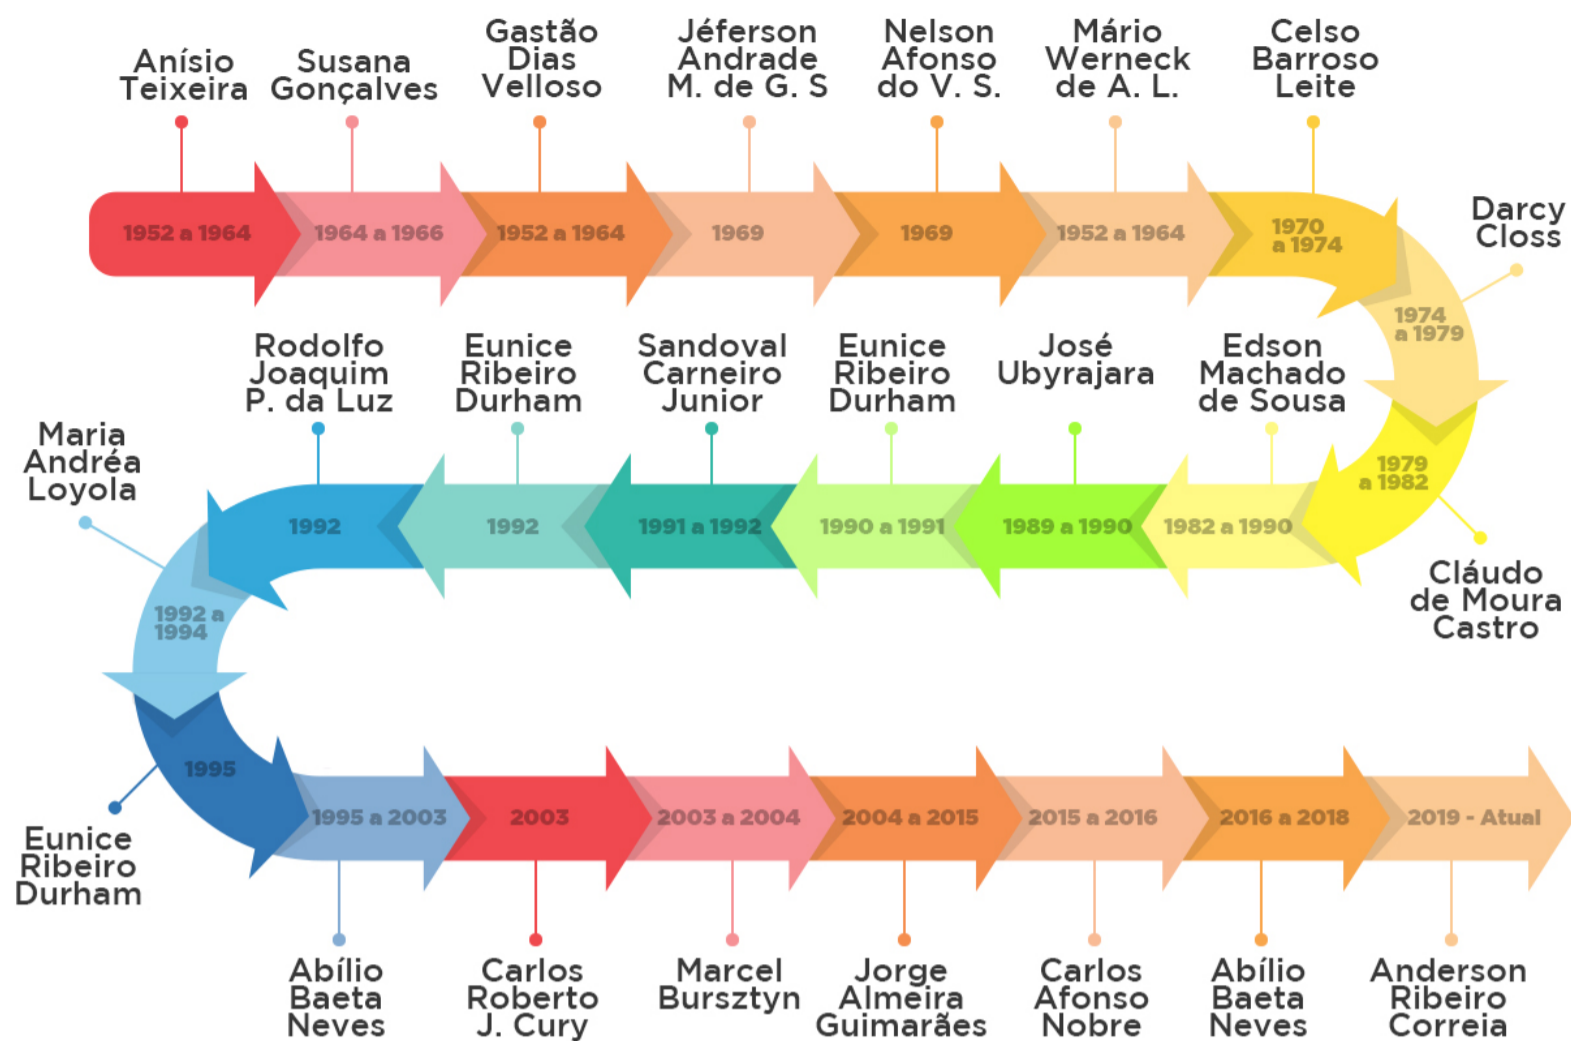 Anísio
Teixeira
Susana
Gonçalves
Gastão
Dias
Velloso
Jéferson
Andrade
M. de G. S
Nelson
Afonso
do V. S.
Mário
Werneck
de A. L.
Celso
Barroso
Leite
Darcy
Closs
1952 a 1964
1964 a 1966
1952 a 1964
1969
1969
1952 a 1964
1970
a 1974
1974
a 1979
Rodolfo
Joaquim
P. da Luz
Eunice
Ribeiro
Durham
Sandoval
Carneiro
Junior
Eunice
Ribeiro
Durham
José
Ubyrajara
Edson
Machado
de Sousa
Maria
Andréa
Loyola
1992
1992
1991 a 1992
1990 a 1991
1989 a 1990
1982 a 1990
1979
a 1982
Cláudo
de Moura
Castro
1992 a
1994
1995
Eunice
Ribeiro
Durham
1995 a 2003
2003
2003 a 2004
2004 a 2015
2015 a 2016
2016 a 2018
2019 - Atual
Abílio
Baeta
Neves
Carlos
Roberto
J. Cury
Marcel
Bursztyn
Jorge
Almeira
Guimarães
Carlos
Afonso
Nobre
Abílio
Baeta
Neves
Anderson
Ribeiro
Correia